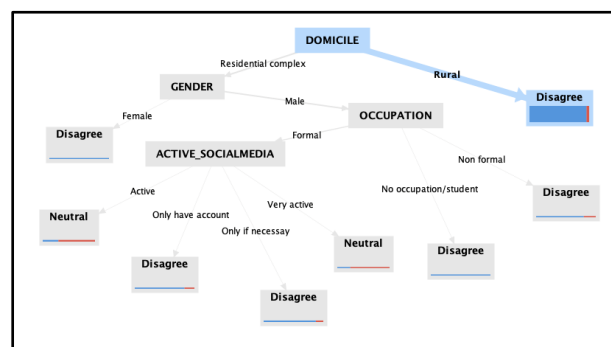 DOMICILE
Residential complex
Rural
GENDER
Disagree
Female
Male
OCCUPATION
Disagree
Formal
ACTIVE_SOCIALMEDIA
Non formal
No occupation/student
Active
Only have account
Only if necessay
Very active
Disagree
Neutral
Neutral
Disagree
Disagree
Disagree